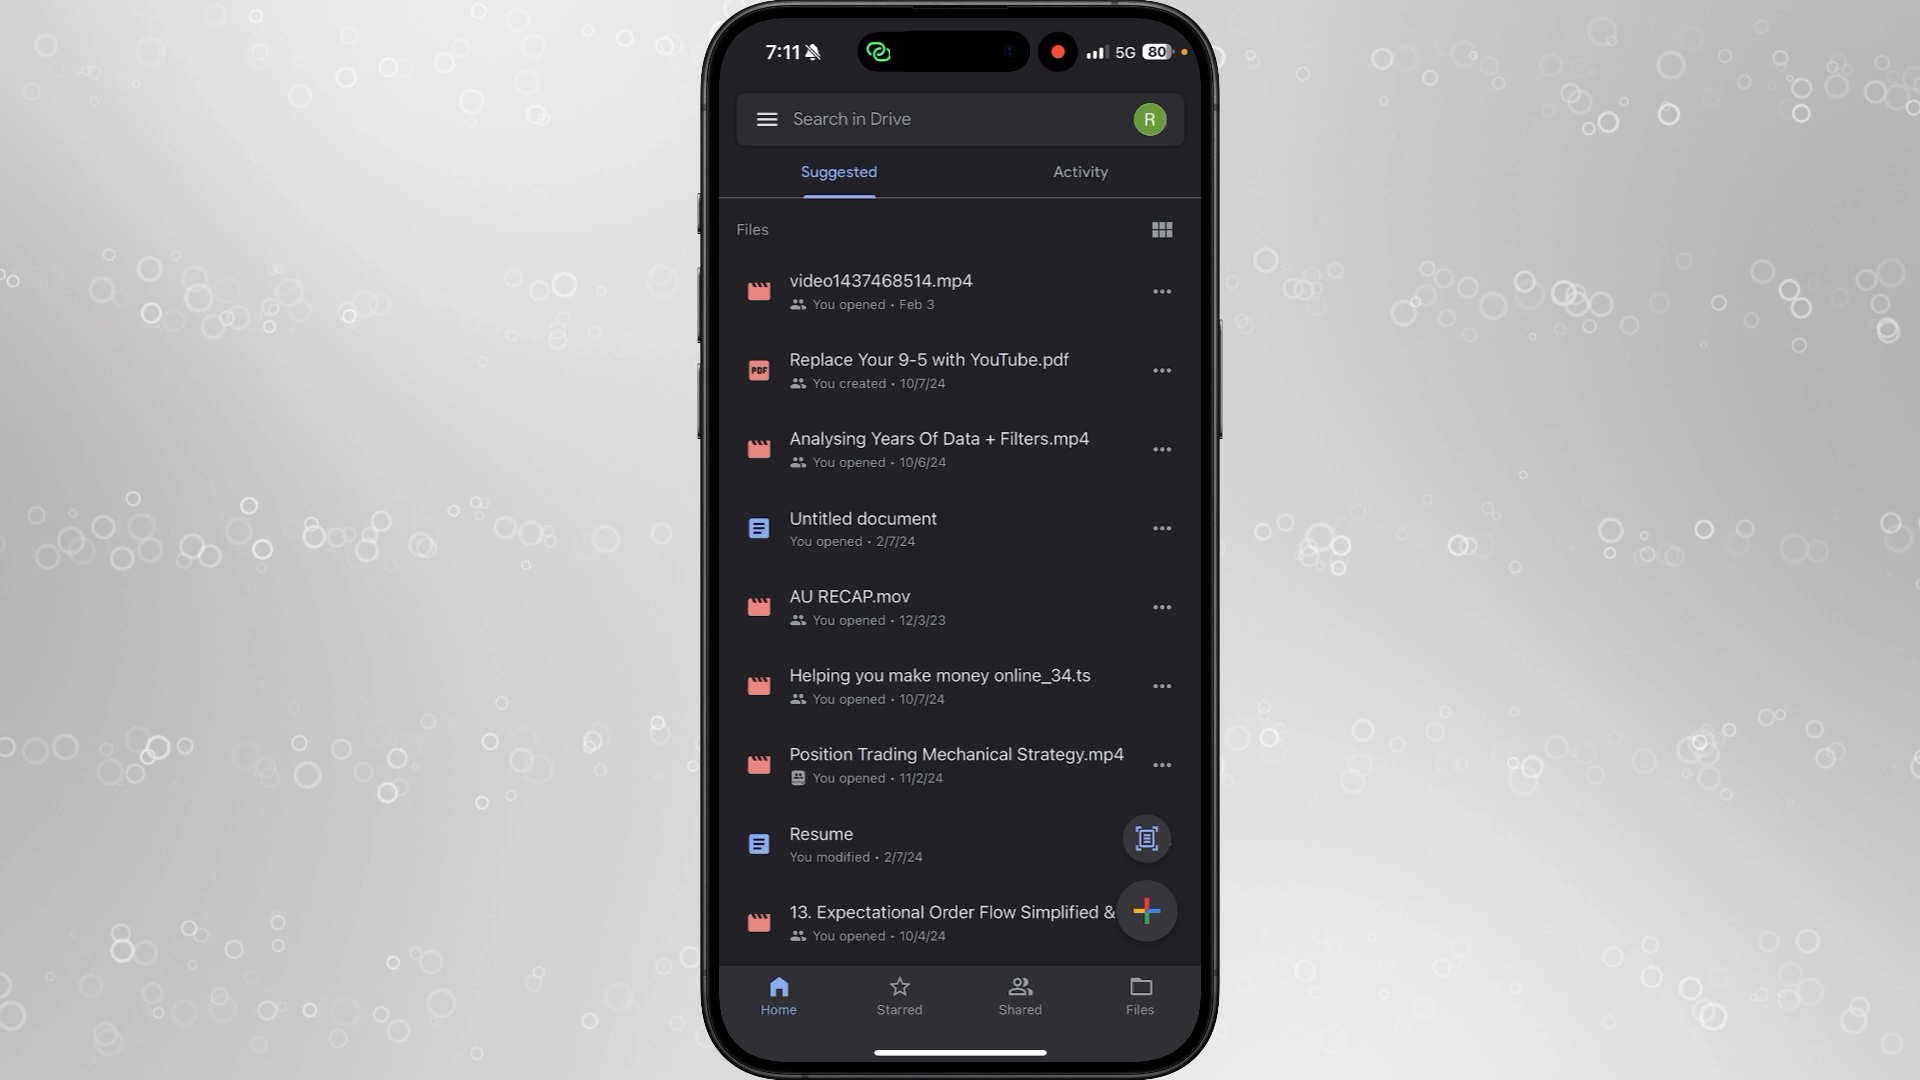 7:11
5G 80
Search in Drive R
Suggested Activity
Files
video1437468514.mp4
You opened • Feb 3
PDF
Replace Your 9-5 with YouTube.pdf
You created • 10/7/24
Analysing Years Of Data + Filters.mp4
You opened • 10/6/24
Untitled document
You opened • 2/7/24
AU RECAP.mov
You opened • 12/3/23
Helping you make money online_34.ts
You opened • 10/7/24
Position Trading Mechanical Strategy.mp4
You opened • 11/2/24
Resume
You modified • 2/7/24
13. Expectational Order Flow Simplified &
You opened • 10/4/24
Home Starred Shared Files